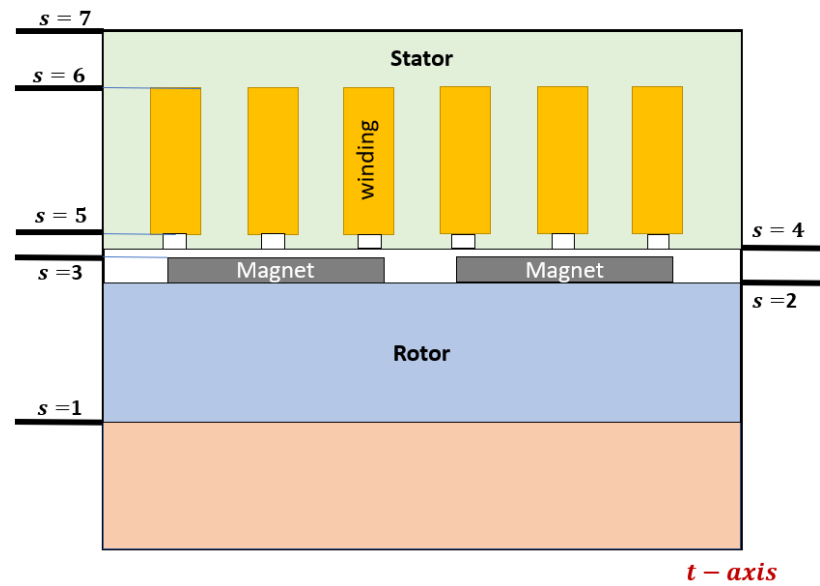 s = 7
Stator
s = 6
winding
s = 5
s = 4
s =3
Magnet
Magnet
s =2
Rotor
s =1
t − axis